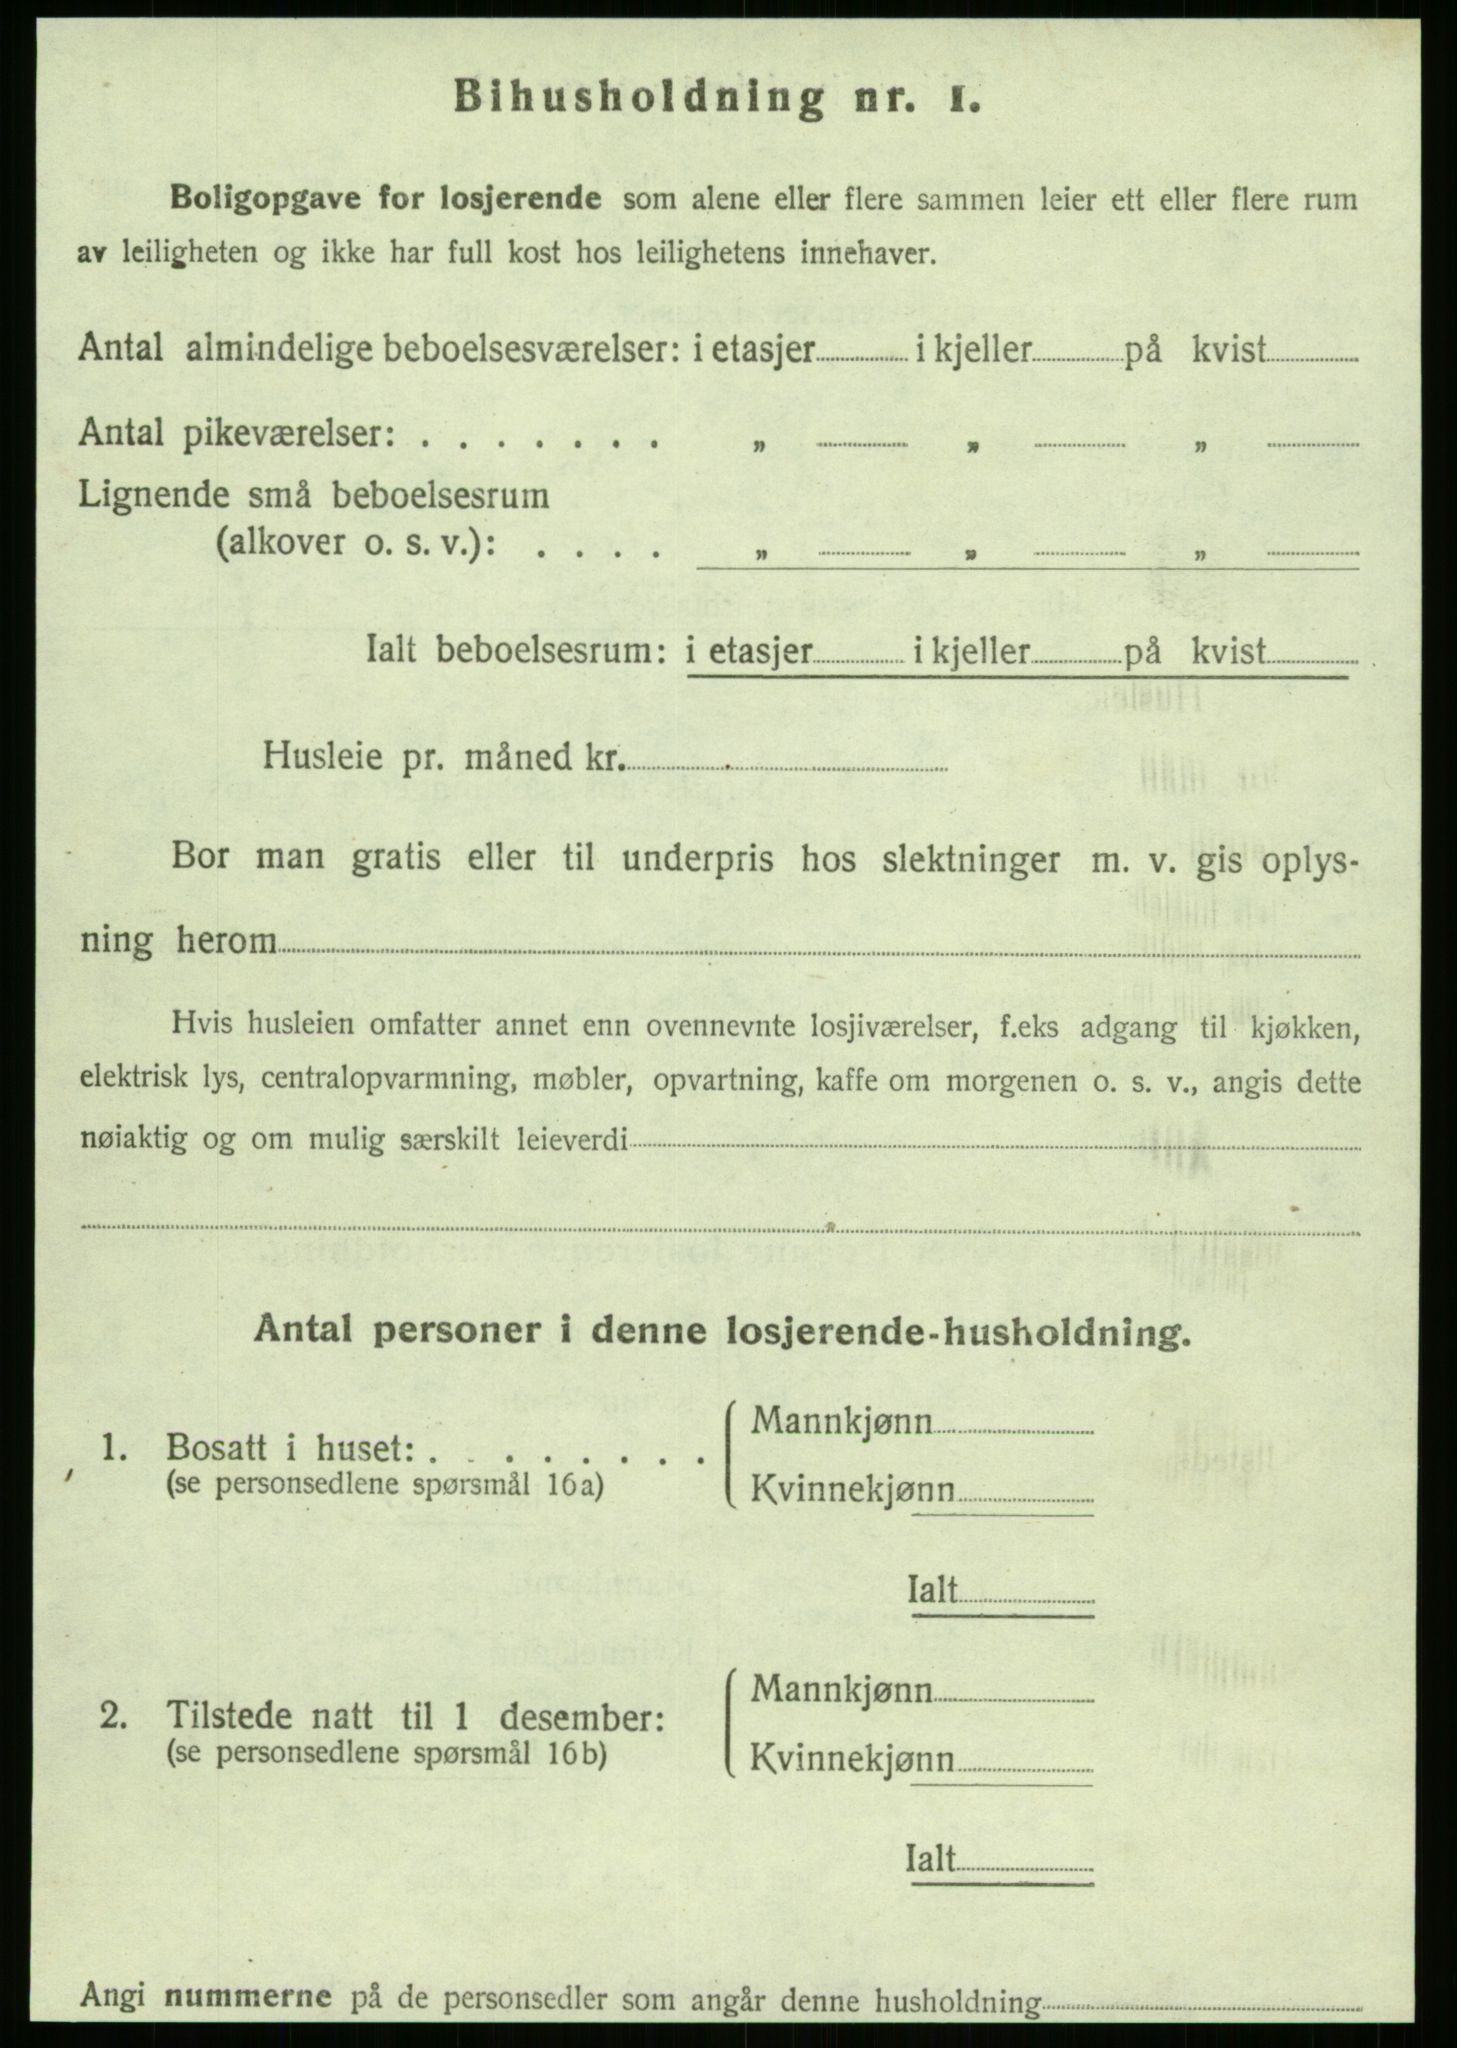 Bihusholdning nr. 1.
Boligopgave for losjerende som alene eller flere sammen leier ett eller flere rum
av leiligheten og ikke har full kost hos leilighetens innehaver.
Antal almindelige beboelsesværelser: i etasjer........ i kjeller........ på kvist........
Antal pikeværelser: . . . . . . . „ ........ „ ........ „ ........
Lignende små beboelsesrum
(alkover o. s. v.): . . . . „ ........ „ ........ „ ........
Ialt beboelsesrum: i etasjer........ i kjeller........ på kvist........
Husleie pr. måned kr.................
Bor man gratis eller til underpris hos slektninger m. v. gis oplys-
ning herom................
Hvis husleien omfatter annet enn ovennevnte losjiværelser, f.eks adgang til kjøkken,
elektrisk lys, centralopvarmning, møbler, opvartning, kaffe om morgenen o. s. v., angis dette
nøiaktig og om mulig særskilt leieverdi................
Antal personer i denne losjerende-husholdning.
Mannkjønn........
1. Bosatt i huset: . . . . . . . .
(se personsedlene spørsmål 16a)
Kvinnekjønn........
Ialt........
Mannkjønn........
2. Tilstede natt til 1 desember:
(se personsedlene spørsmål 16b)
Kvinnekjønn........
Ialt........
Angi nummerne på de personsedler som angår denne husholdning................